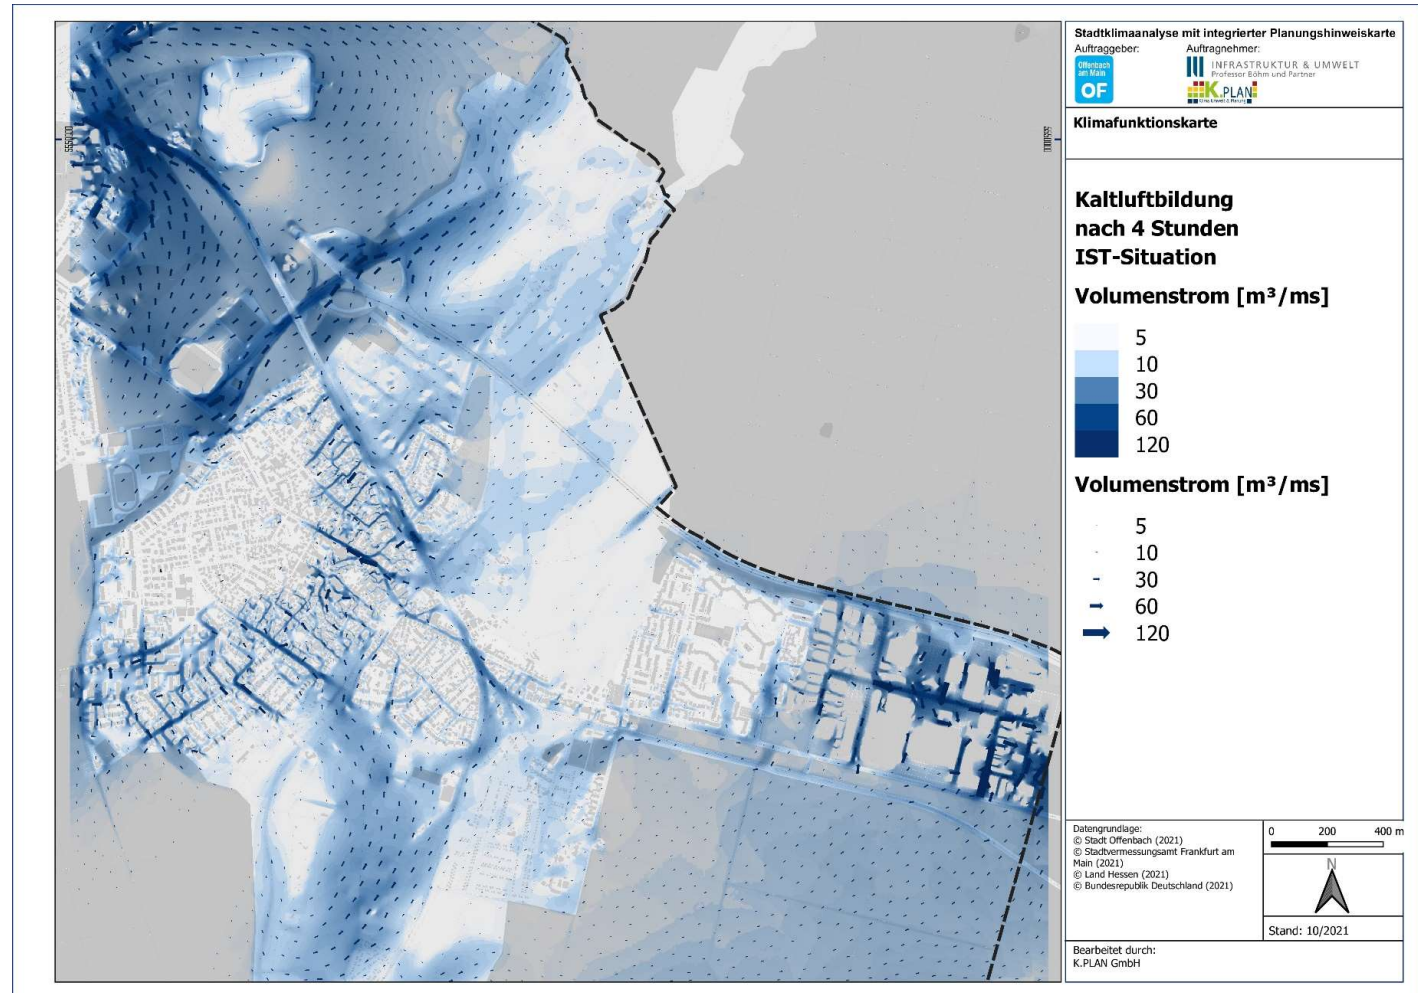 Stadtklimaanalyse mit integrierter Planungshinweiskarte
Auftraggeber:
Auftragnehmer:
Offenbach
am Main
OF
INFRASTRUKTUR & UMWELT
Professor Böhm und Partner
K.PLAN
Klima.Umwelt & Planung
Klimafunktionskarte
Kaltluftbildung
nach 4 Stunden
IST-Situation
Volumenstrom [m³/ms]
5
10
30
60
120
Volumenstrom [m³/ms]
5
10
30
60
120
Datengrundlage:
© Stadt Offenbach (2021)
© Stadtvermessungsamt Frankfurt am
Main (2021)
© Land Hessen (2021)
© Bundesrepublik Deutschland (2021)
0 200 400 m
N
Stand: 10/2021
Bearbeitet durch:
K.PLAN GmbH